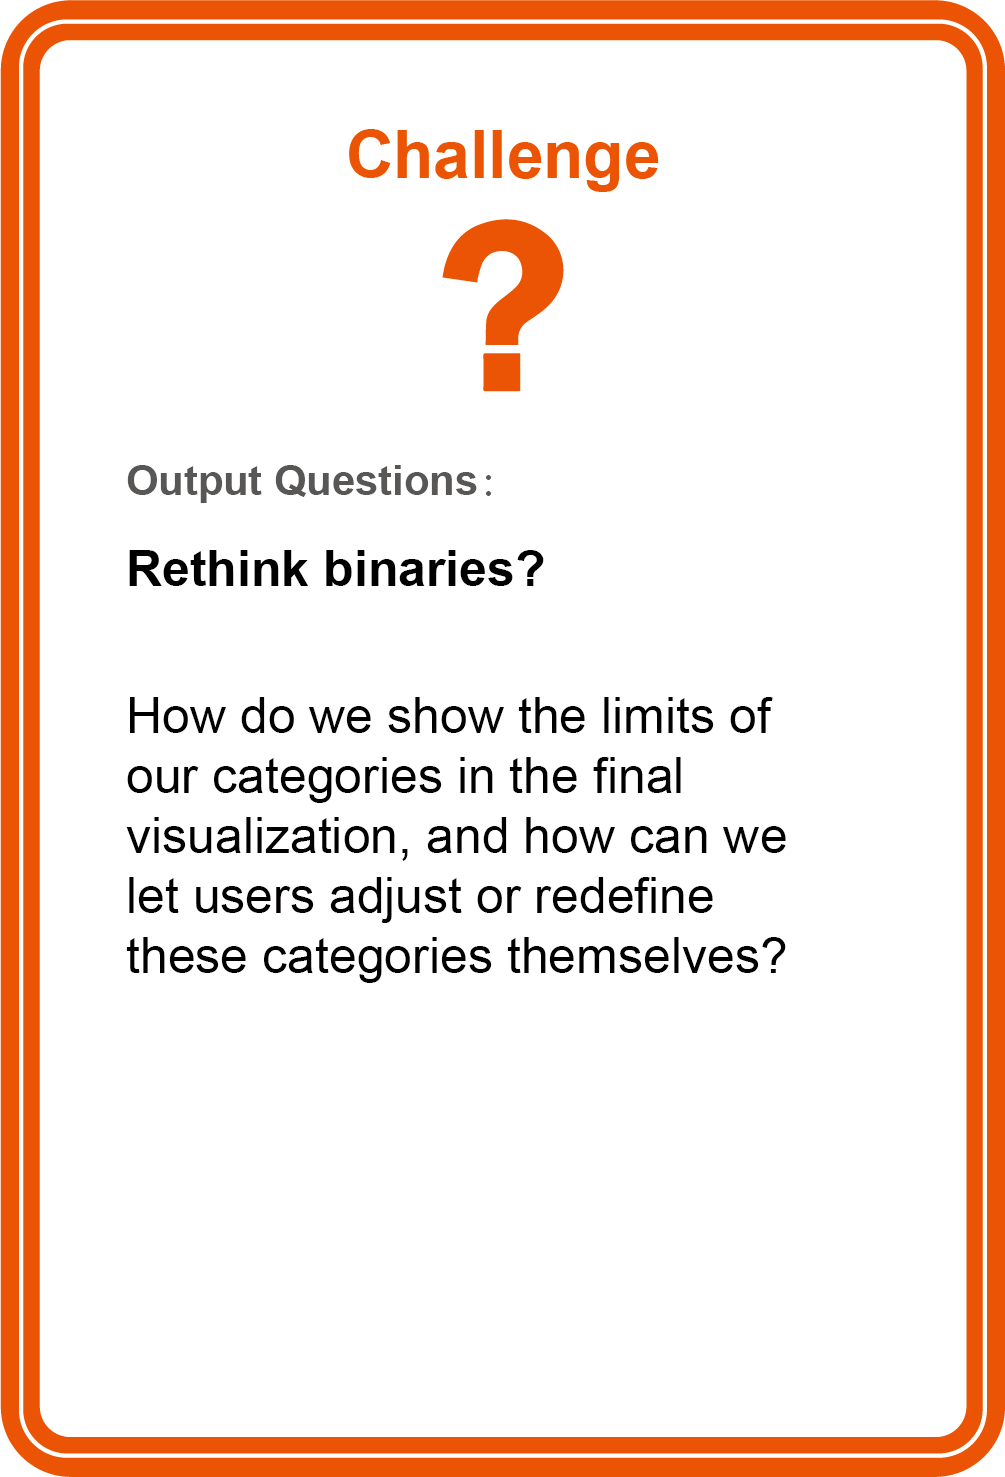 Challenge
?
Output Questions:
Rethink binaries?
How do we show the limits of
our categories in the final
visualization, and how can we
let users adjust or redefine
these categories themselves?